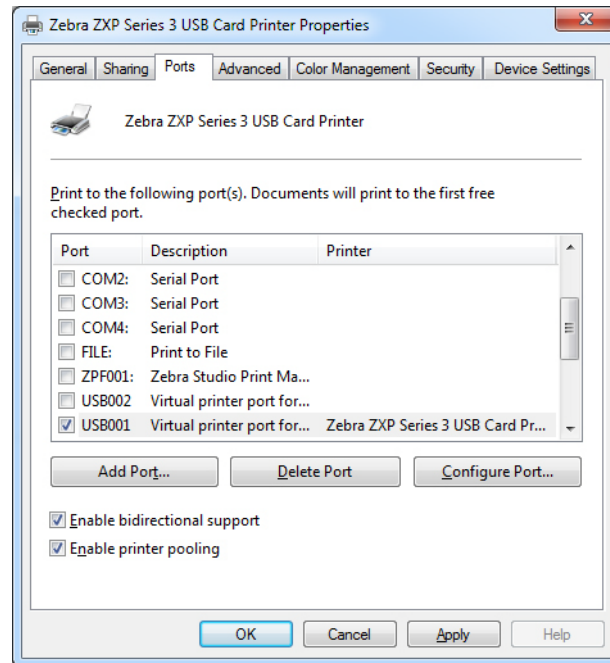 Zebra ZXP Series 3 USB Card Printer Properties
General Sharing Ports Advanced Color Management Security Device Settings
Zebra ZXP Series 3 USB Card Printer
Print to the following port(s). Documents will print to the first free
checked port.
Port Description Printer
COM2: Serial Port
COM3: Serial Port
COM4: Serial Port
FILE: Print to File
ZPF001: Zebra Studio Print Ma...
USB002 Virtual printer port for...
USB001 Virtual printer port for... Zebra ZXP Series 3 USB Card Pr...
Add Port... Delete Port Configure Port...
Enable bidirectional support
Enable printer pooling
OK Cancel Apply Help